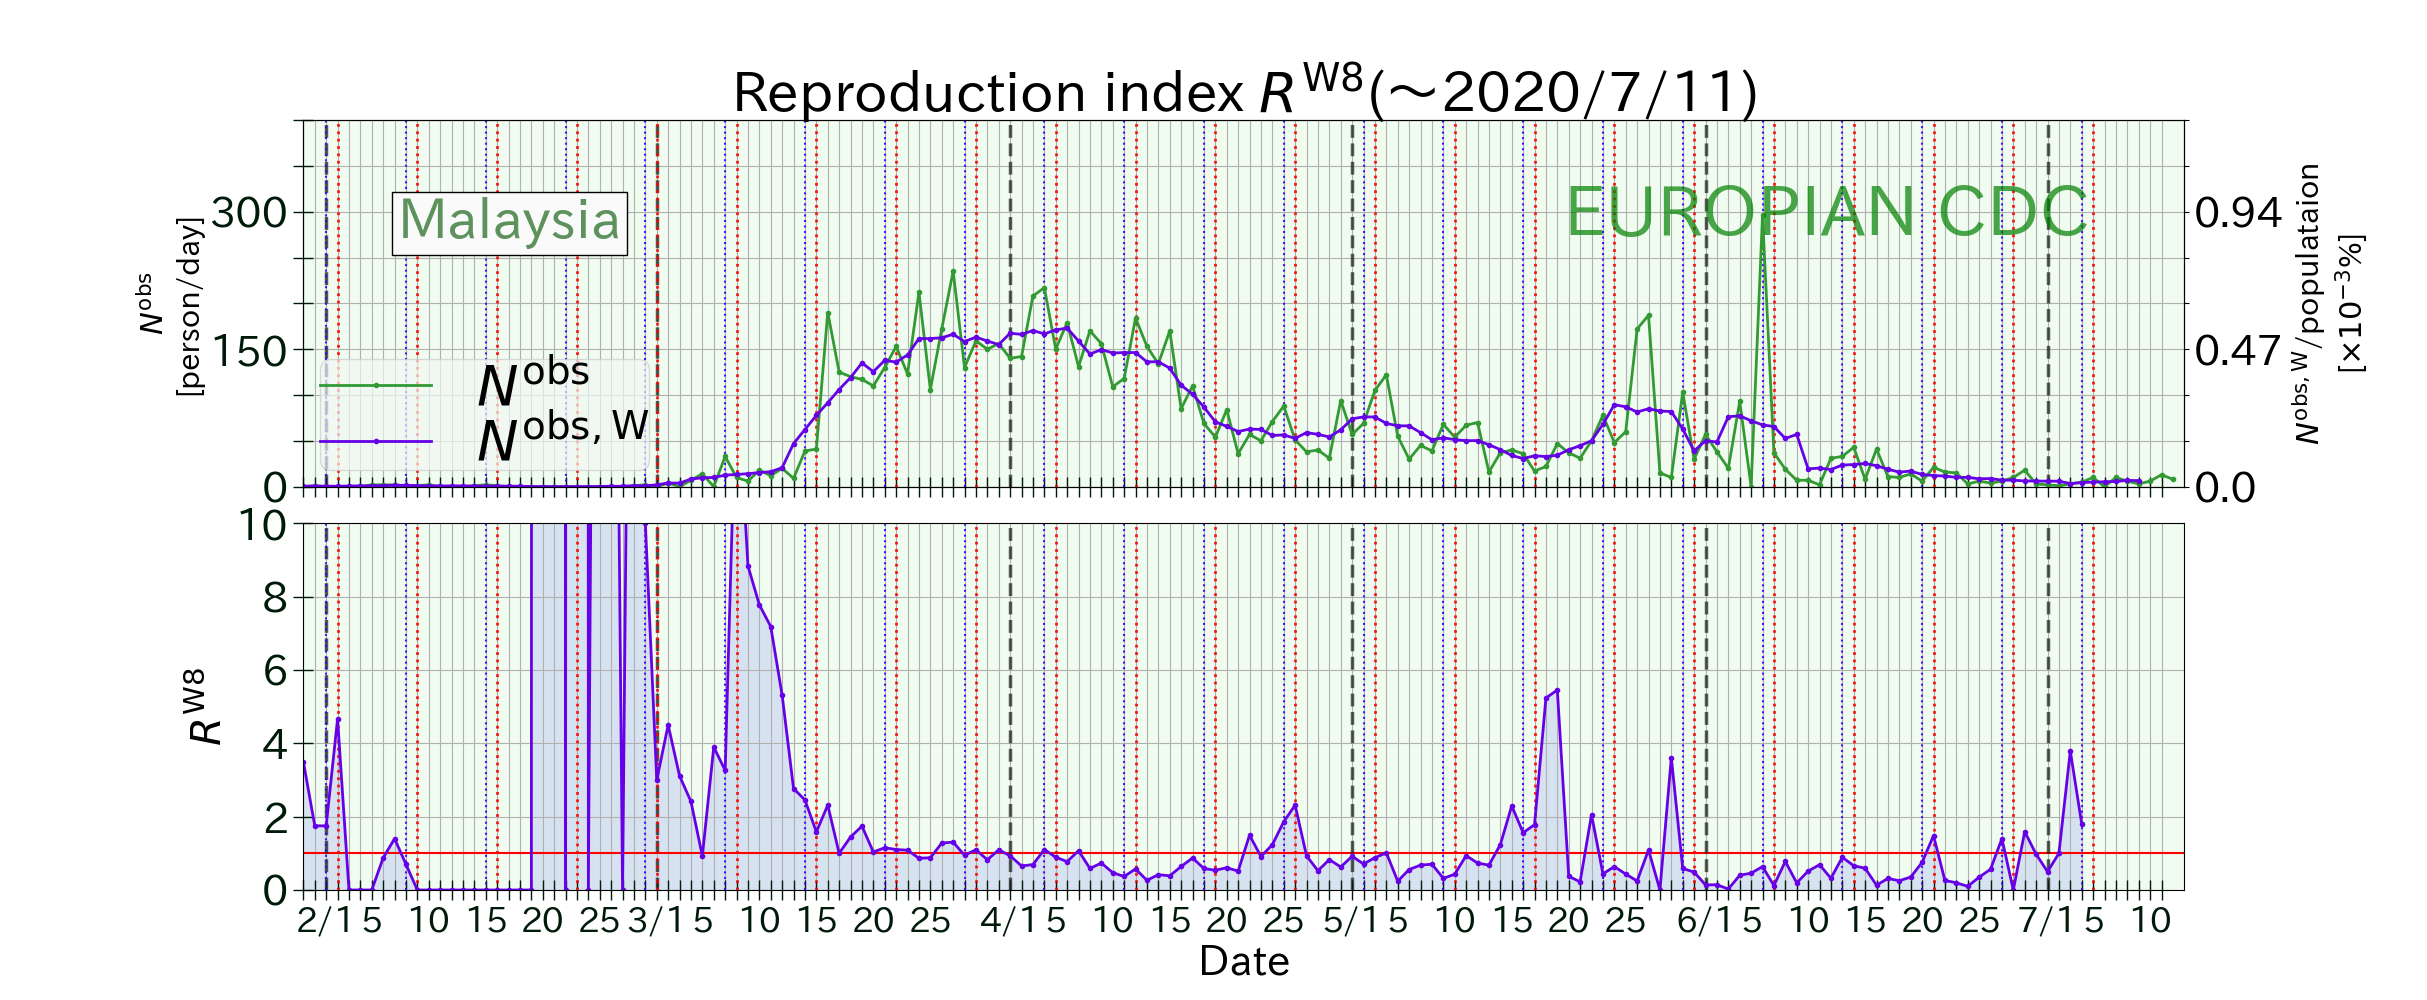 Reproduction index R^W8(～2020/7/11)
Malaysia
EUROPIAN CDC
N^obs
[person/day]
300
150
0
N^obs
N^obs, W
0.94
0.47
0.0
N^obs, W/populataion
[×10^−3%]
R^W8
10
8
6
4
2
0
2/1 5 10 15 20 25 3/1 5 10 15 20 25 4/1 5 10 15 20 25 5/1 5 10 15 20 25 6/1 5 10 15 20 25 7/1 5 10
Date